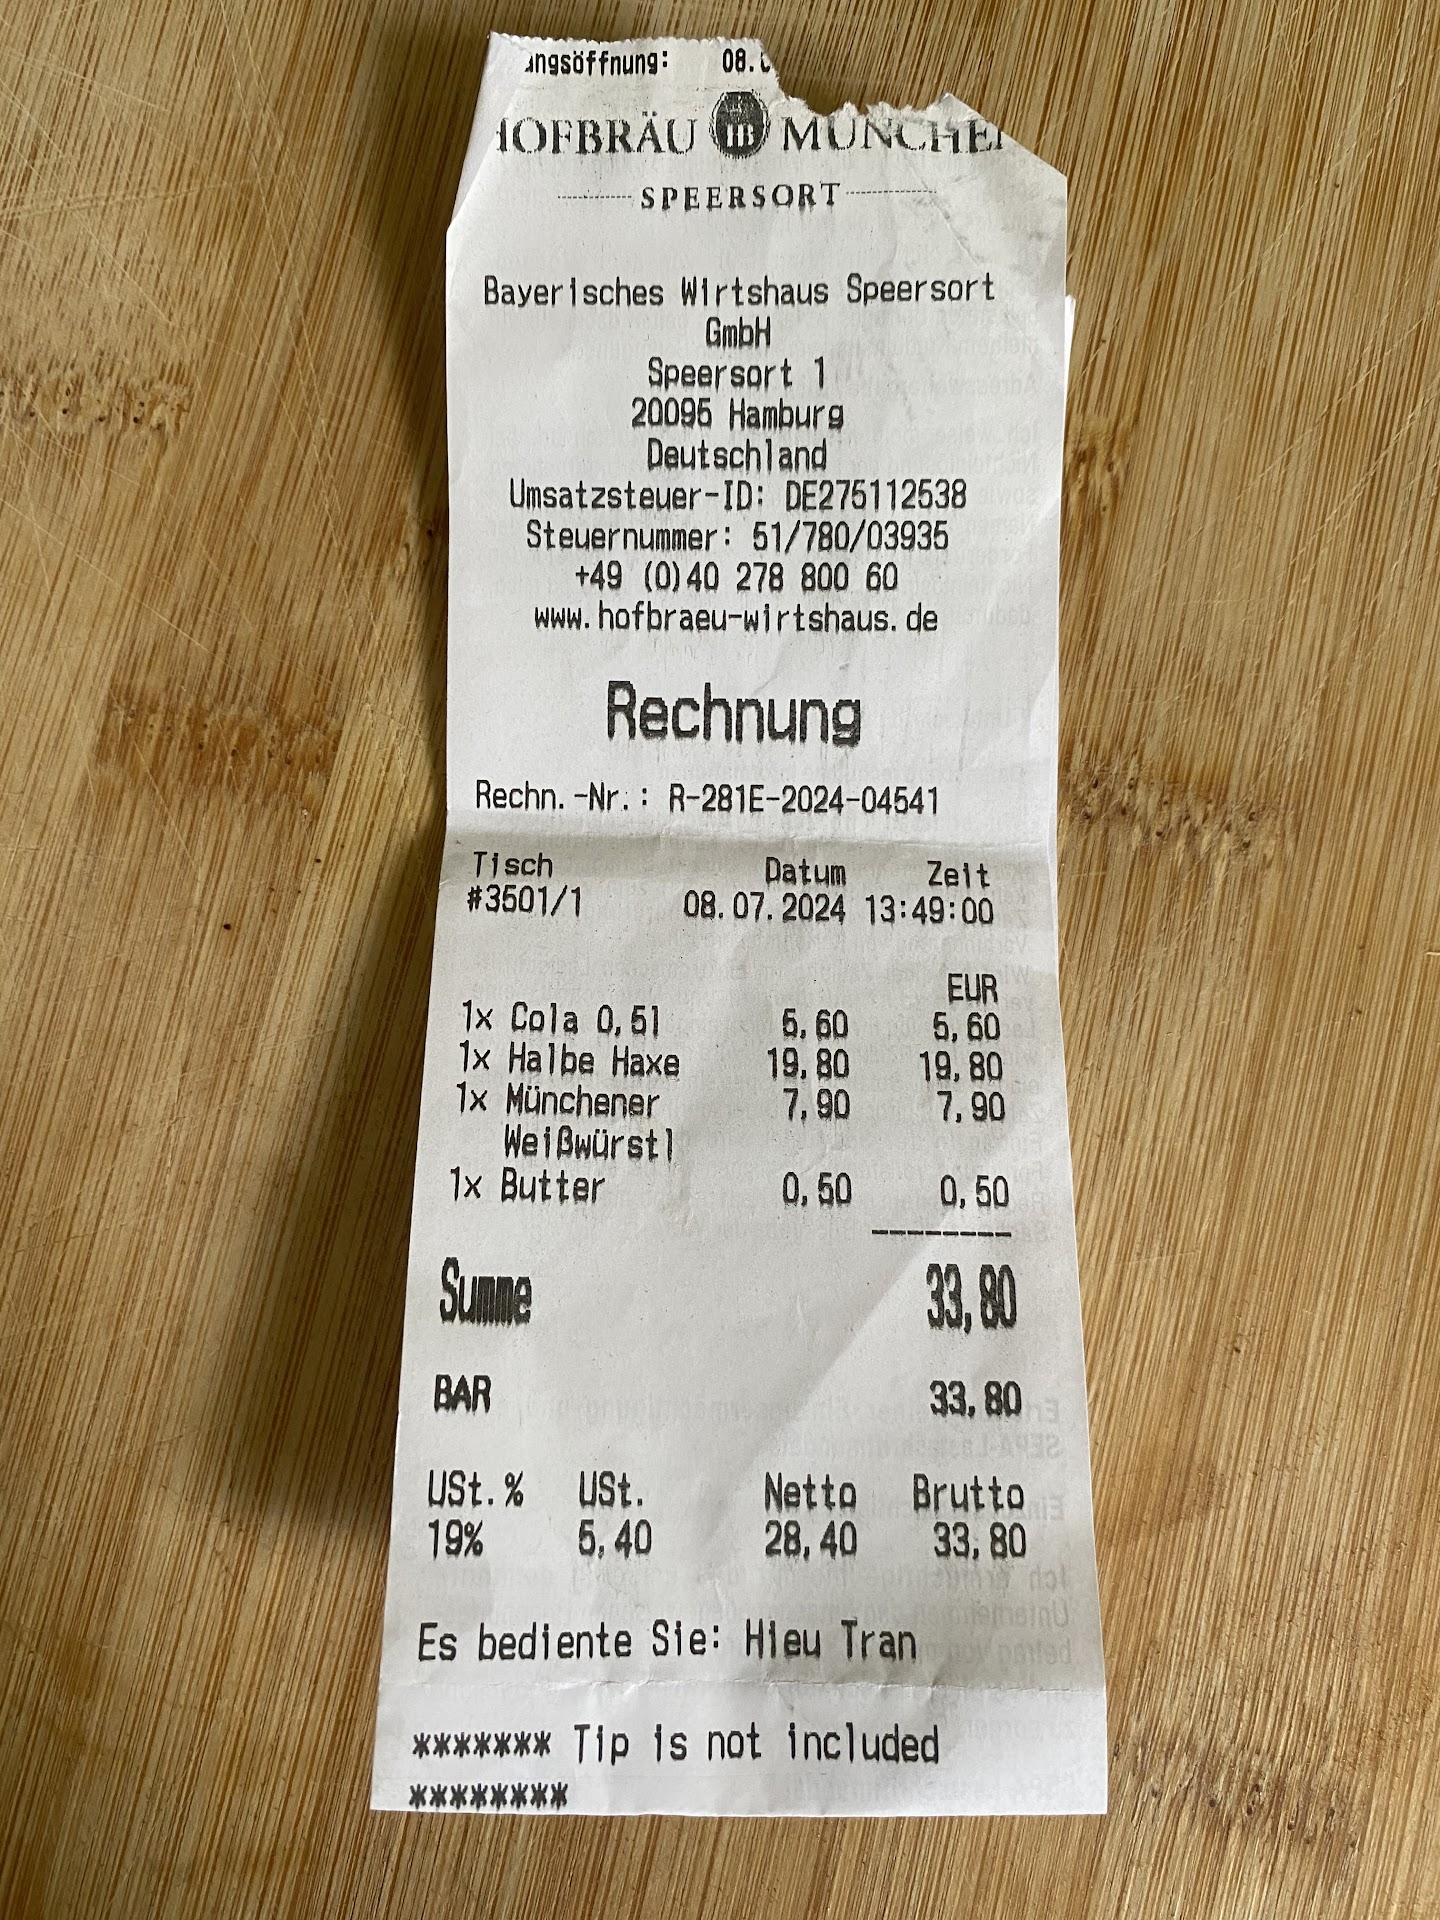 ngsöffnung: 08.
HOFBRÄU HB MÜNCHEN
SPEERSORT
Bayerisches Wirtshaus Speersort
GmbH
Speersort 1
20095 Hamburg
Deutschland
Umsatzsteuer-ID: DE275112538
Steuernummer: 51/780/03935
+49 (0)40 278 800 60
www.hofbraeu-wirtshaus.de
Rechnung
Rechn.-Nr.: R-281E-2024-04541
Tisch Datum Zeit
#3501/1 08.07.2024 13:49:00
EUR
1x Cola 0,5l 5,60 5,60
1x Halbe Haxe 19,80 19,80
1x Münchener 7,90 7,90
Weißwürstl
1x Butter 0,50 0,50
--------
Summe 33,80
BAR 33,80
USt.% USt. Netto Brutto
19% 5,40 28,40 33,80
Es bediente Sie: Hieu Tran
******* Tip is not included
********